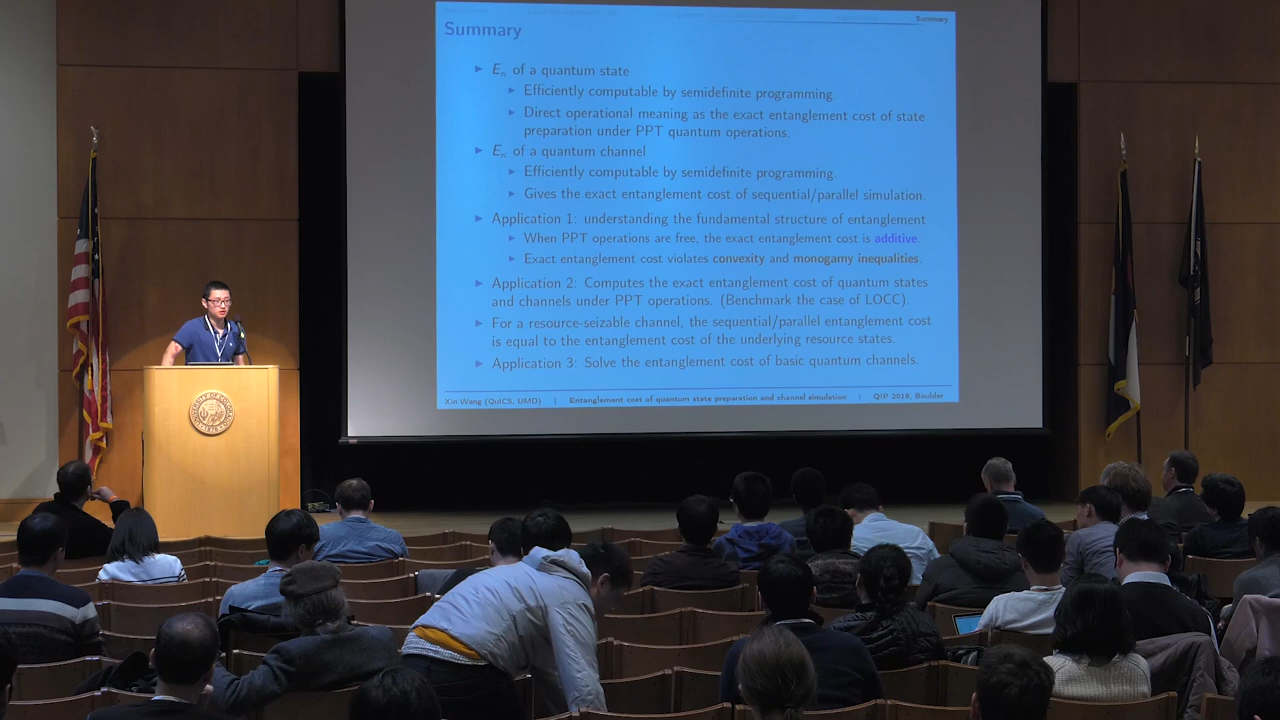 Summary
Summary
▶ Eκ of a quantum state
▶ Efficiently computable by semidefinite programming.
▶ Direct operational meaning as the exact entanglement cost of state
preparation under PPT quantum operations.
▶ Eκ of a quantum channel
▶ Efficiently computable by semidefinite programming.
▶ Gives the exact entanglement cost of sequential/parallel simulation.
▶ Application 1: understanding the fundamental structure of entanglement
▶ When PPT operations are free, the exact entanglement cost is additive.
▶ Exact entanglement cost violates convexity and monogamy inequalities.
▶ Application 2: Computes the exact entanglement cost of quantum states
and channels under PPT operations. (Benchmark the case of LOCC).
▶ For a resource-seizable channel, the sequential/parallel entanglement cost
is equal to the entanglement cost of the underlying resource states.
▶ Application 3: Solve the entanglement cost of basic quantum channels.
Xin Wang (QuICS, UMD) | Entanglement cost of quantum state preparation and channel simulation | QIP 2018, Boulder
UNIVERSITY OF COLORADO
1876